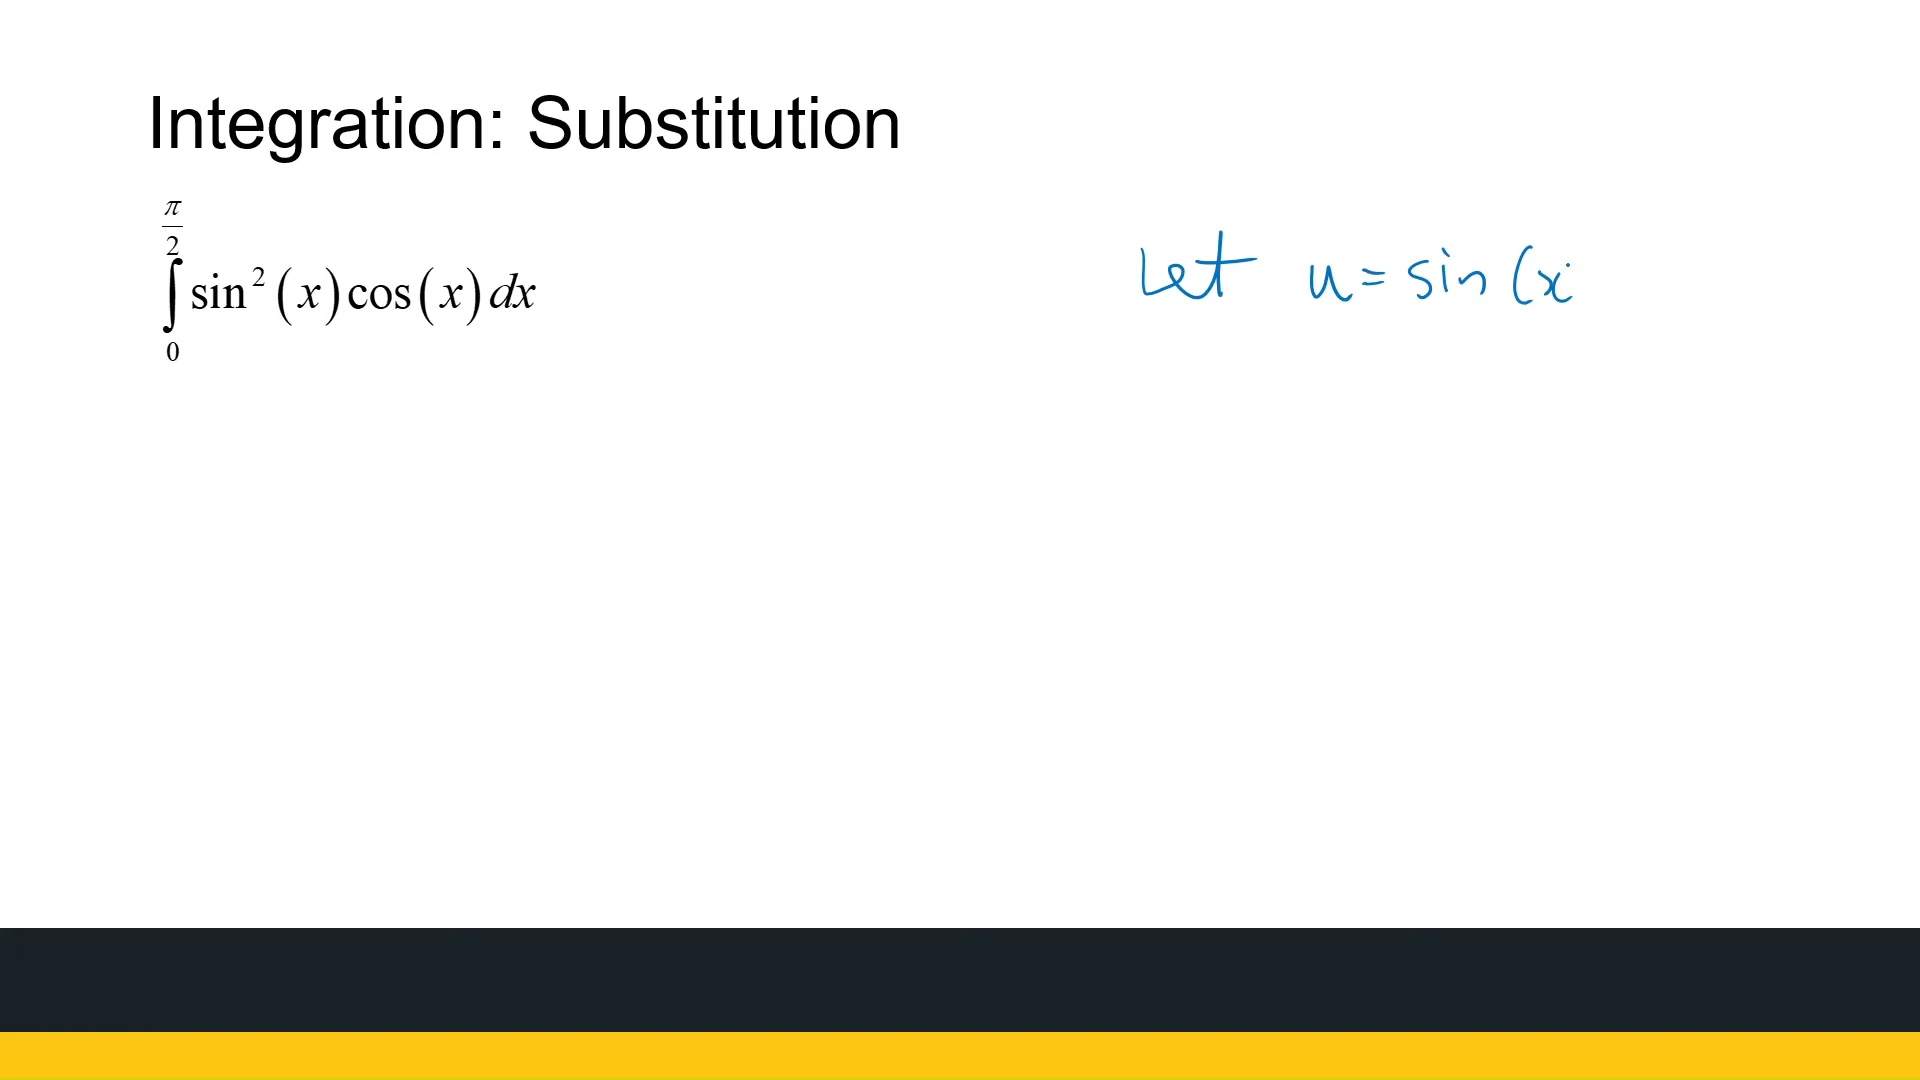 Integration: Substitution
π/2
∫ sin² (x) cos(x) dx
0
Let u = sin (x